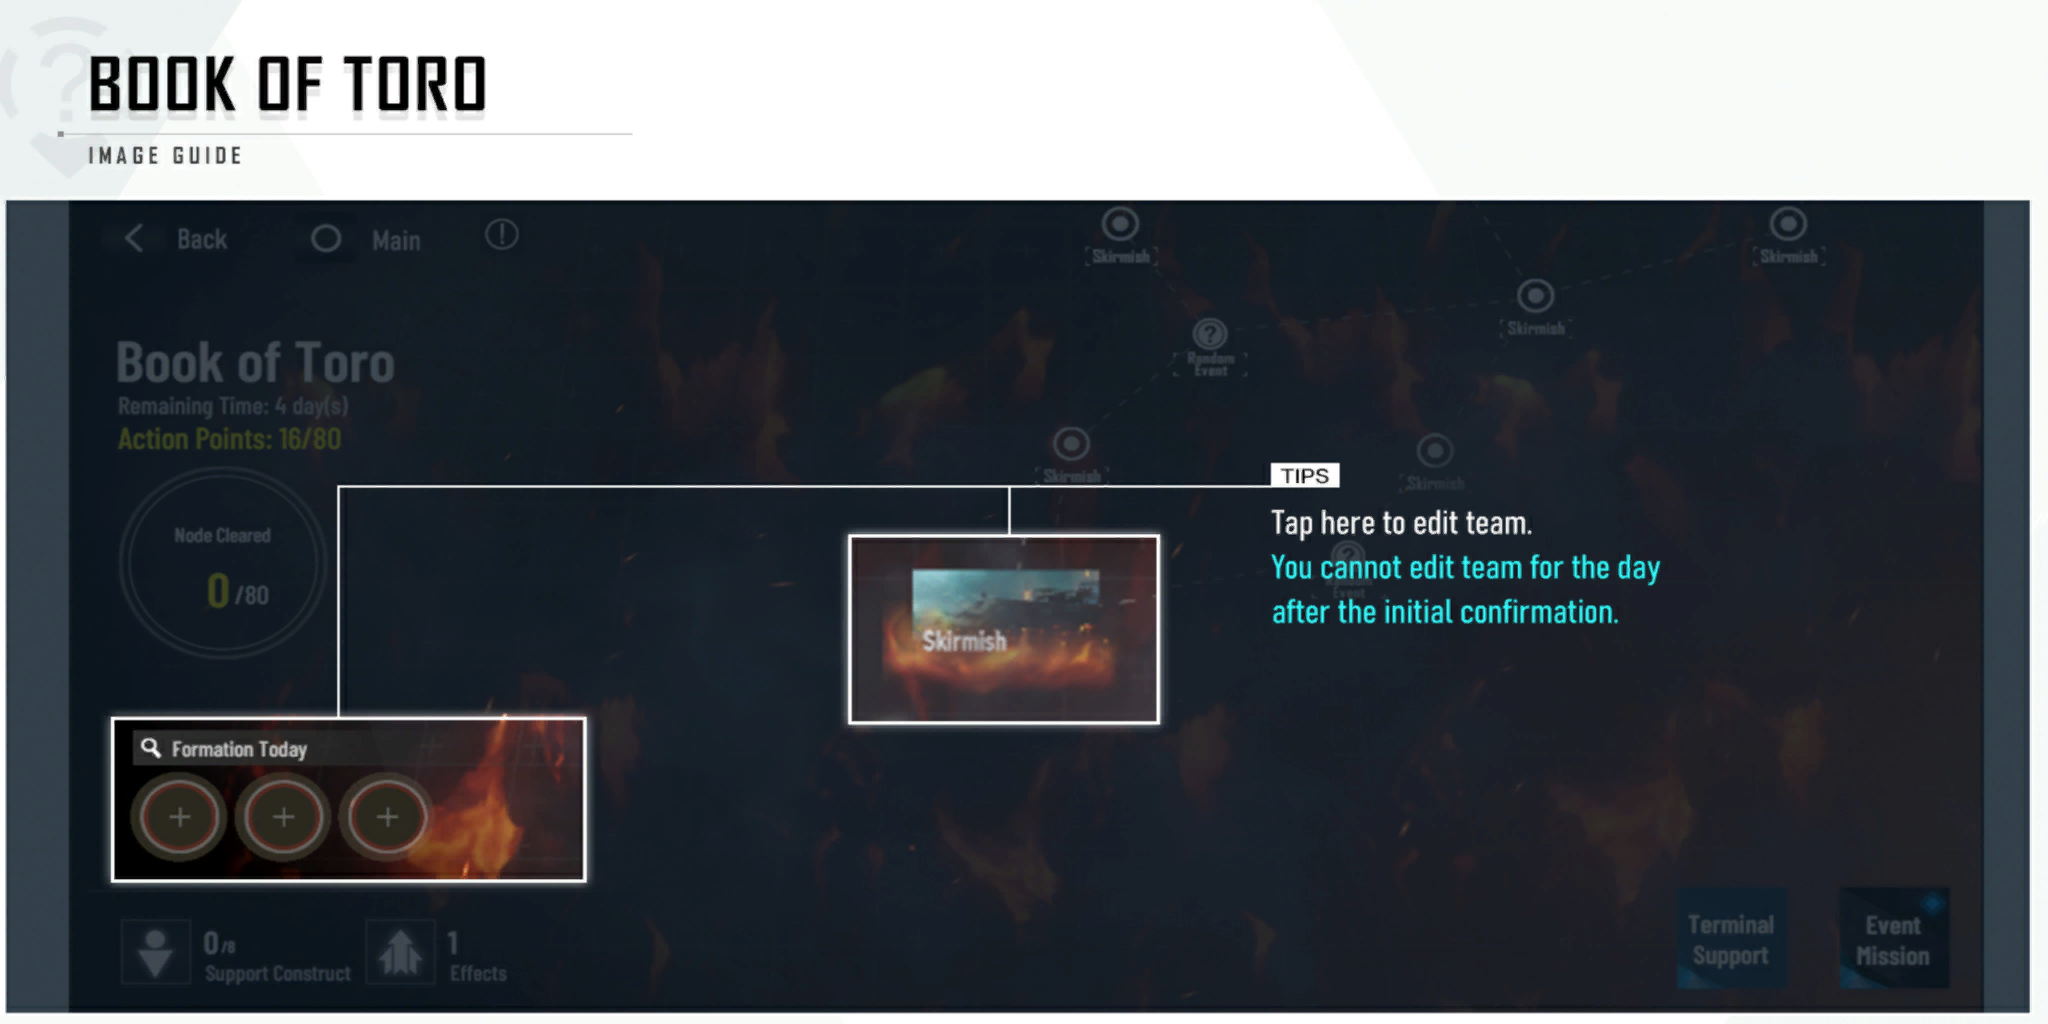 BOOK OF TORO
IMAGE GUIDE
Back
Main
Skirmish
Skirmish
Skirmish
Random
Event
Book of Toro
Remaining Time: 4 day(s)
Action Points: 16/80
Skirmish
Skirmish
TIPS
Tap here to edit team.
You cannot edit team for the day
after the initial confirmation.
Event
Node Cleared
0/80
Skirmish
Formation Today
0/8
Support Construct
1
Effects
Terminal
Support
Event
Mission